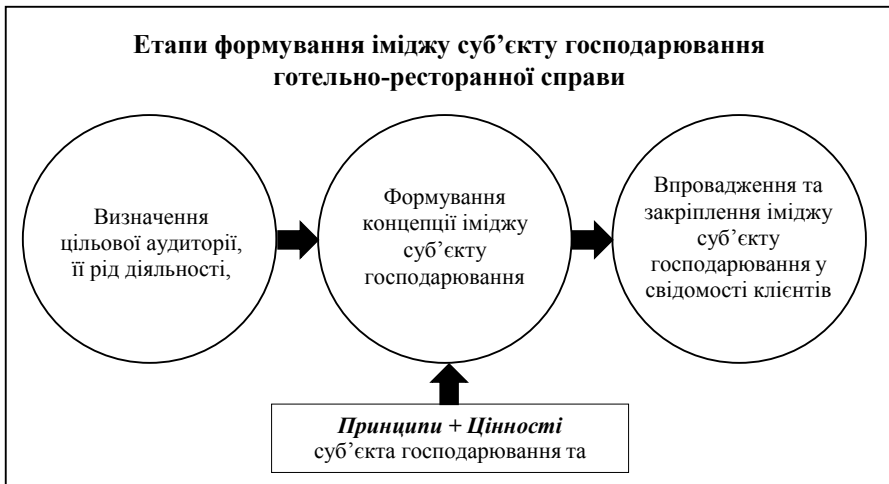 Етапи формування іміджу суб’єкту господарювання
готельно-ресторанної справи
Визначення
цільової аудиторії,
її рід діяльності,
Формування
концепції іміджу
суб’єкту
господарювання
Впровадження та
закріплення іміджу
суб’єкту
господарювання у
свідомості клієнтів
Принципи + Цінності
суб’єкта господарювання та